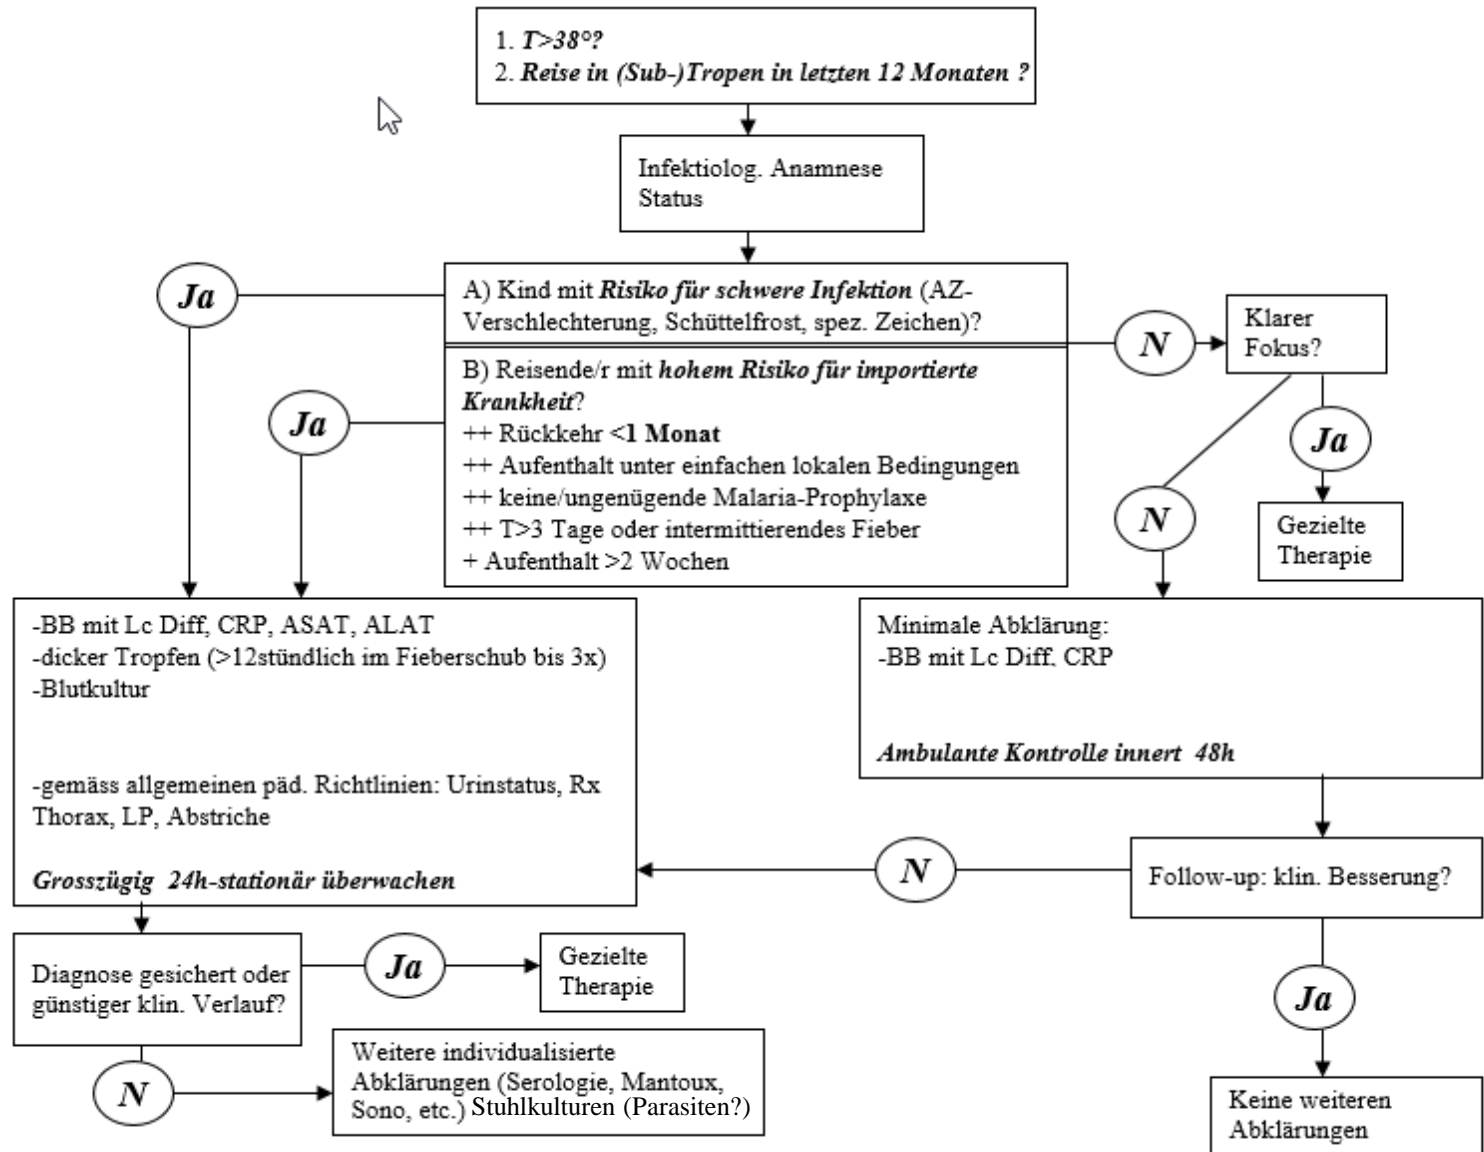 1. T>38°?
2. Reise in (Sub-)Tropen in letzten 12 Monaten ?
Infektiolog. Anamnese
Status
Ja
A) Kind mit Risiko für schwere Infektion (AZ-
Verschlechterung, Schüttelfrost, spez. Zeichen)?
N
Klarer
Fokus?
B) Reisende/r mit hohem Risiko für importierte
Krankheit?
++ Rückkehr <1 Monat
++ Aufenthalt unter einfachen lokalen Bedingungen
++ keine/ungenügende Malaria-Prophylaxe
++ T>3 Tage oder intermittierendes Fieber
+ Aufenthalt >2 Wochen
Ja
Ja
N
Gezielte
Therapie
-BB mit Lc Diff, CRP, ASAT, ALAT
-dicker Tropfen (>12stündlich im Fieberschub bis 3x)
-Blutkultur
-gemäss allgemeinen päd. Richtlinien: Urinstatus, Rx
Thorax, LP, Abstriche
Grosszügig 24h-stationär überwachen
Minimale Abklärung:
-BB mit Lc Diff, CRP
Ambulante Kontrolle innert 48h
N
Follow-up: klin. Besserung?
Diagnose gesichert oder
günstiger klin. Verlauf?
Ja
Gezielte
Therapie
Ja
N
Weitere individualisierte
Abklärungen (Serologie, Mantoux,
Sono, etc.) Stuhlkulturen (Parasiten?)
Keine weiteren
Abklärungen